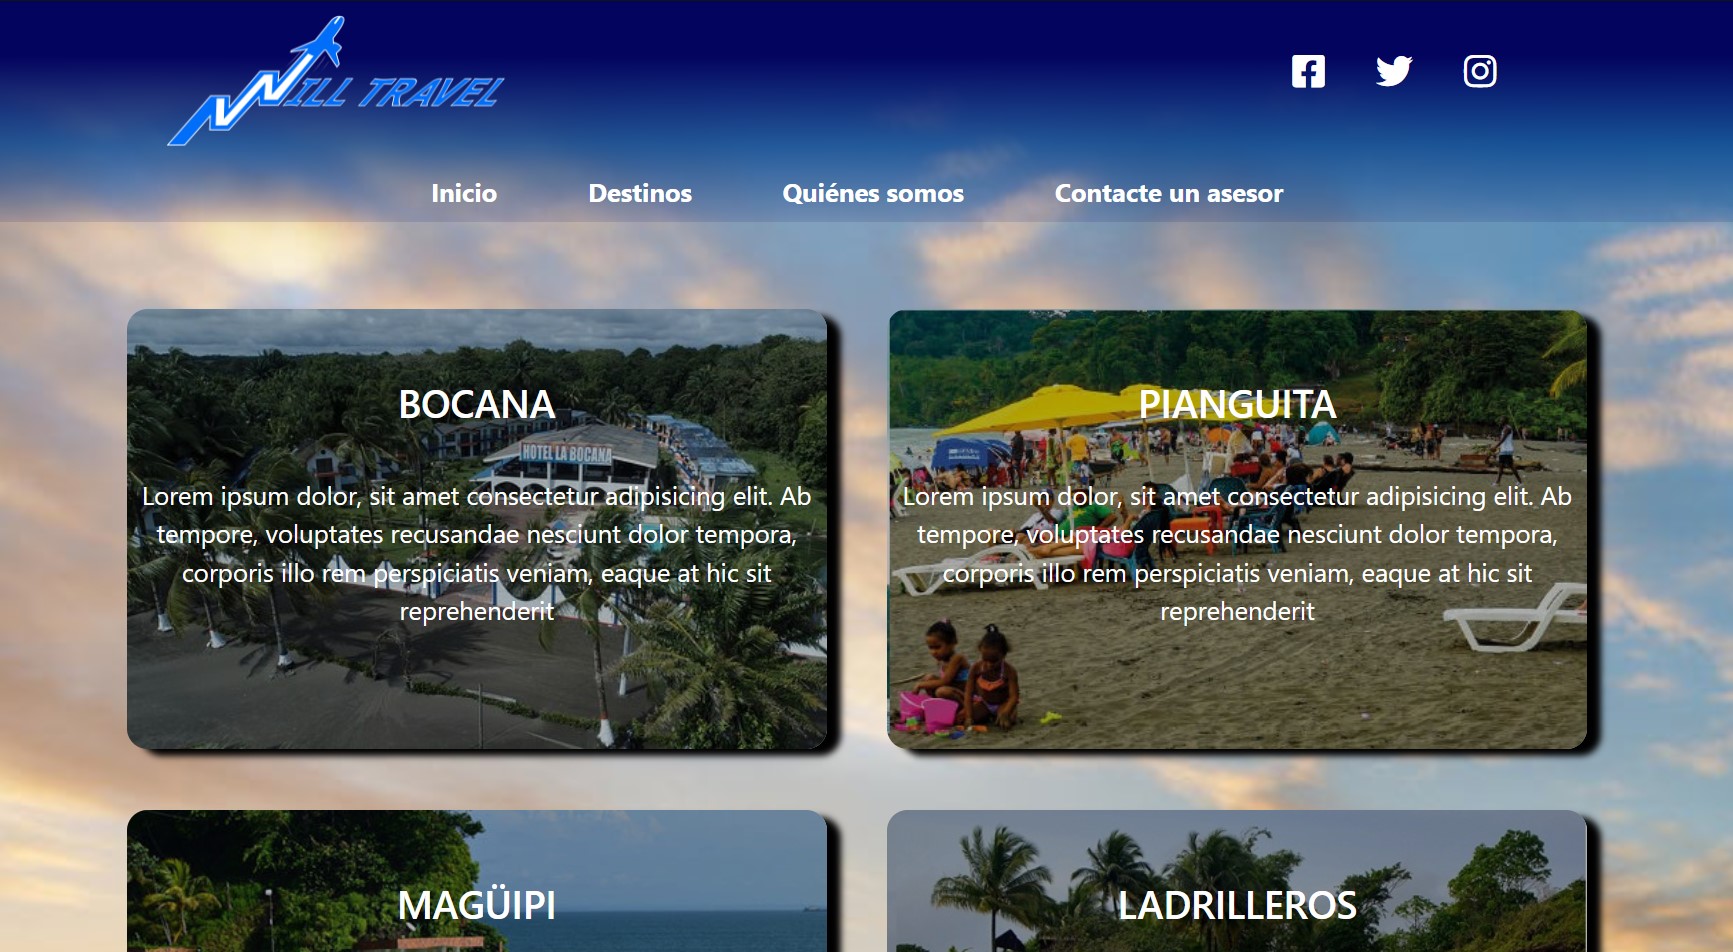 WILL TRAVEL
Inicio Destinos Quiénes somos Contacte un asesor
BOCANA
HOTEL LA BOCANA
Lorem ipsum dolor, sit amet consectetur adipisicing elit. Ab
tempore, voluptates recusandae nesciunt dolor tempora,
corporis illo rem perspiciatis veniam, eaque at hic sit
reprehenderit
PIANGUITA
Lorem ipsum dolor, sit amet consectetur adipisicing elit. Ab
tempore, voluptates recusandae nesciunt dolor tempora,
corporis illo rem perspiciatis veniam, eaque at hic sit
reprehenderit
MAGÜIPI
LADRILLEROS